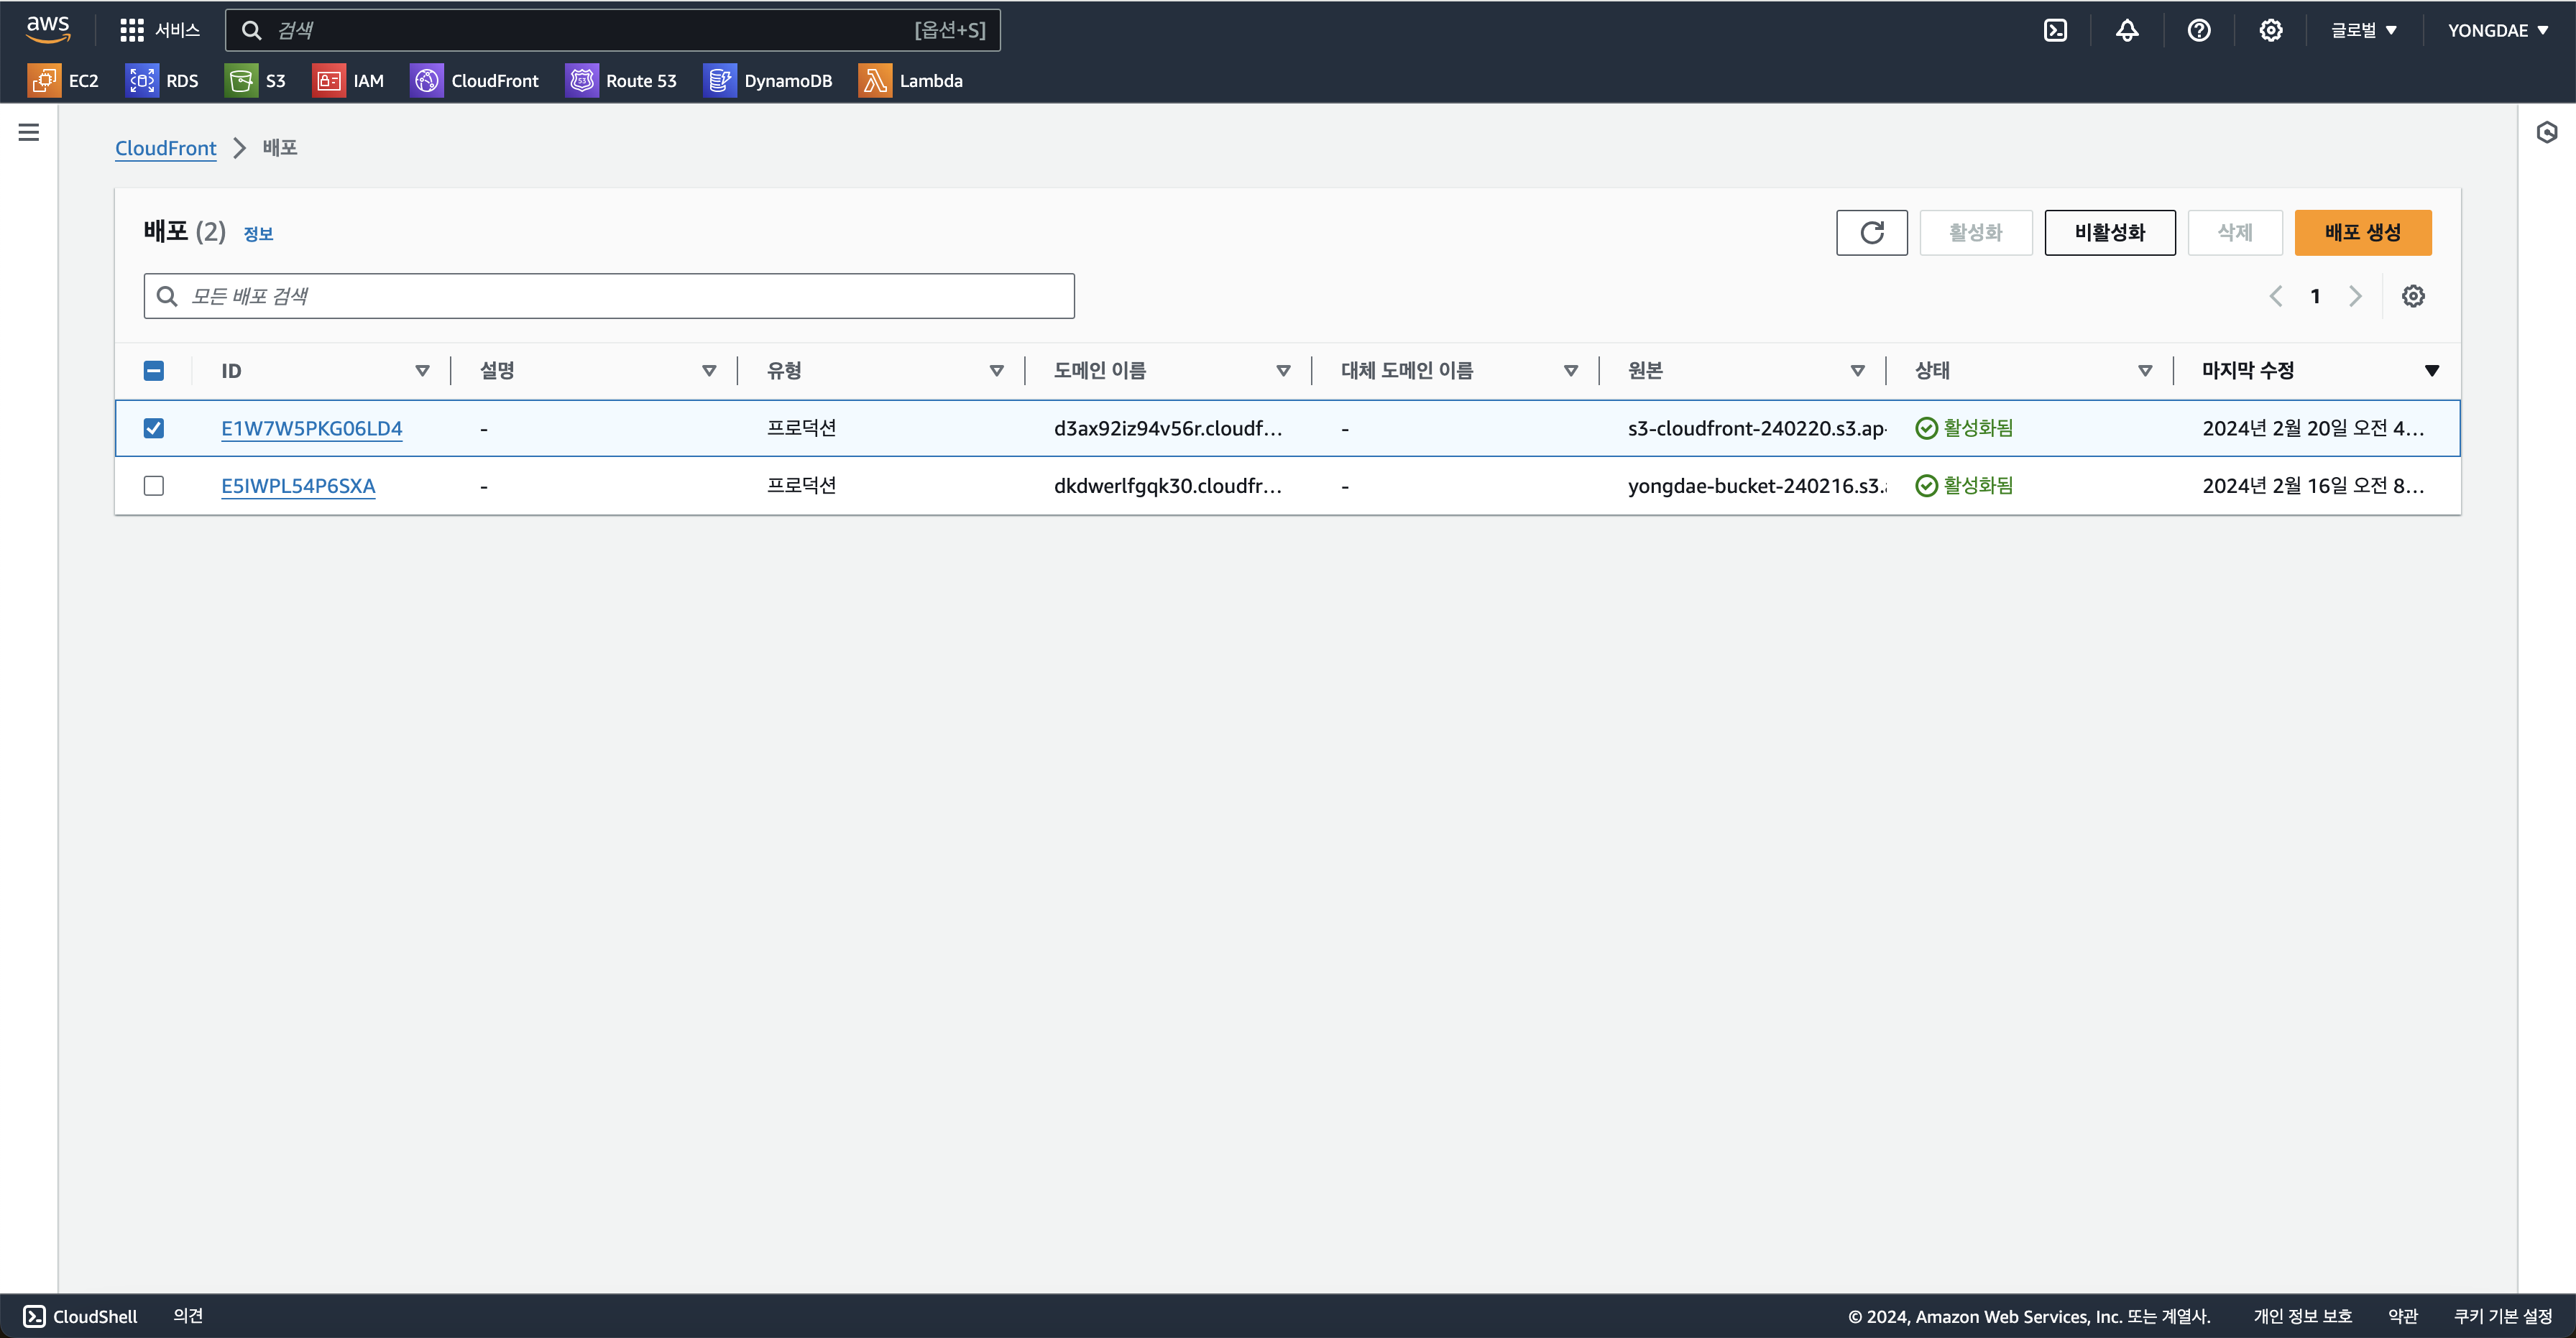 aws 서비스 검색 [옵션+S] 글로벌 YONGDAE
EC2 RDS S3 IAM CloudFront Route 53 DynamoDB Lambda
CloudFront 배포
배포 (2) 정보 활성화 비활성화 삭제 배포 생성
모든 배포 검색 1
ID 설명 유형 도메인 이름 대체 도메인 이름 원본 상태 마지막 수정
E1W7W5PKG06LD4 - 프로덕션 d3ax92iz94v56r.cloudf... - s3-cloudfront-240220.s3.ap- 활성화됨 2024년 2월 20일 오전 4...
E5IWPL54P6SXA - 프로덕션 dkdwerlfgqk30.cloudfr... - yongdae-bucket-240216.s3. 활성화됨 2024년 2월 16일 오전 8...
CloudShell 의견 © 2024, Amazon Web Services, Inc. 또는 계열사. 개인 정보 보호 약관 쿠키 기본 설정